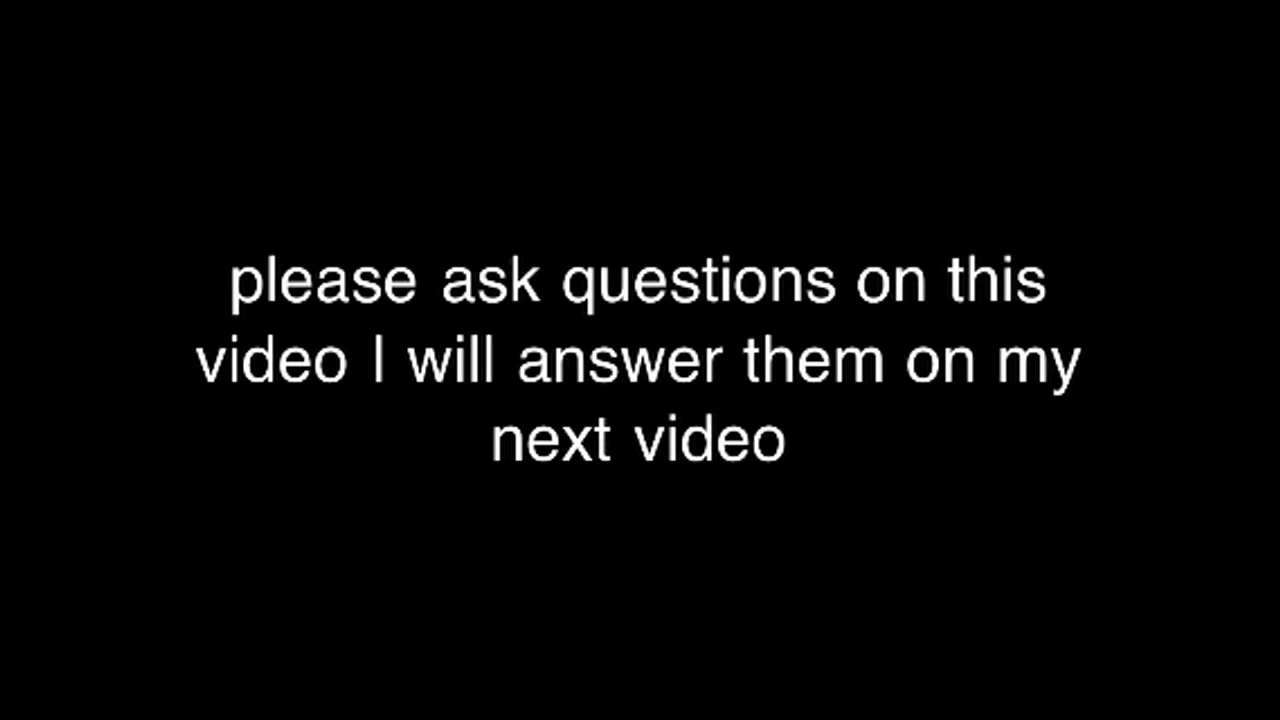 please ask questions on this
video I will answer them on my
next video